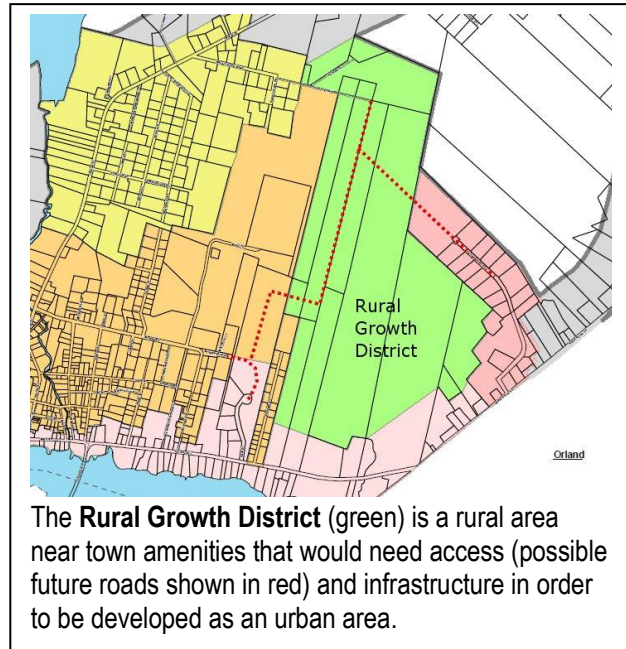 Rural
Growth
District
Orland
The Rural Growth District (green) is a rural area
near town amenities that would need access (possible
future roads shown in red) and infrastructure in order
to be developed as an urban area.